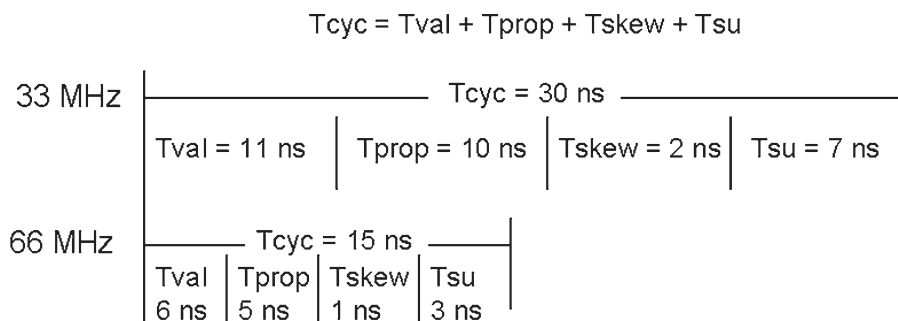 Tcyc = Tval + Tprop + Tskew + Tsu
33 MHz Tcyc = 30 ns
Tval = 11 ns Tprop = 10 ns Tskew = 2 ns Tsu = 7 ns
66 MHz Tcyc = 15 ns
Tval Tprop Tskew Tsu
6 ns 5 ns 1 ns 3 ns